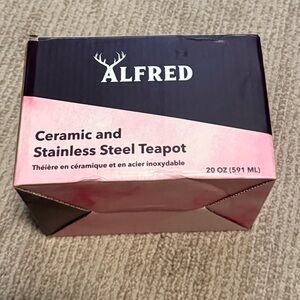 ALFRED
Ceramic and
Stainless Steel Teapot
Théière en céramique et en acier inoxydable
20 OZ (591 ML)